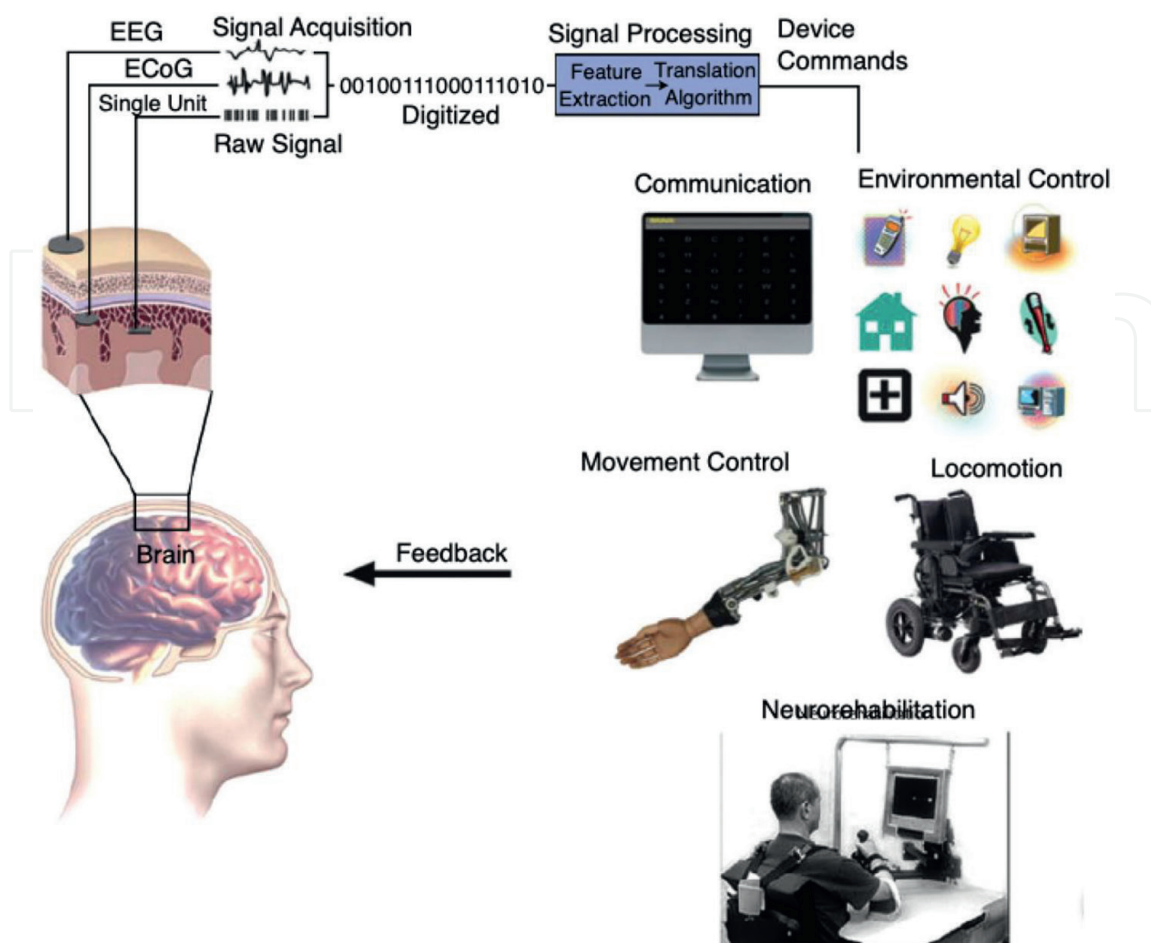 EEG
Signal Acquisition
ECoG
Single Unit
Raw Signal
00100111000111010
Digitized
Signal Processing
Feature
Extraction
Translation
Algorithm
Device
Commands
Communication
Environmental Control
Movement Control
Locomotion
Brain
Feedback
Neurorehabilitation